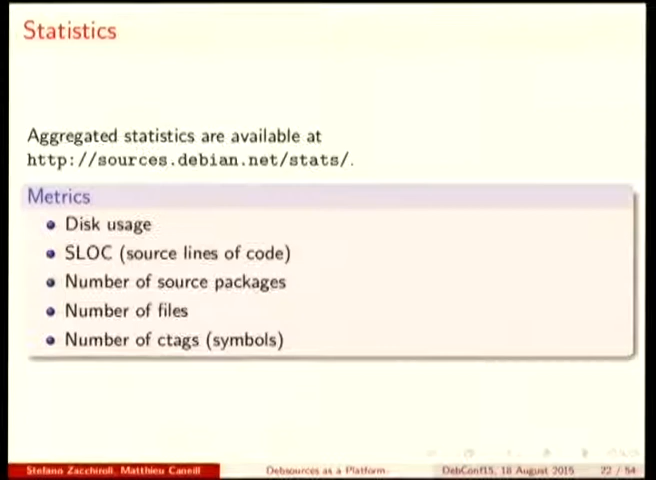 Statistics
Aggregated statistics are available at
http://sources.debian.net/stats/.
Metrics
Disk usage
SLOC (source lines of code)
Number of source packages
Number of files
Number of ctags (symbols)
Stefano Zacchiroli, Matthieu Caneill
Debsources as a Platform
DebConf15, 18 August 2015
22 / 54